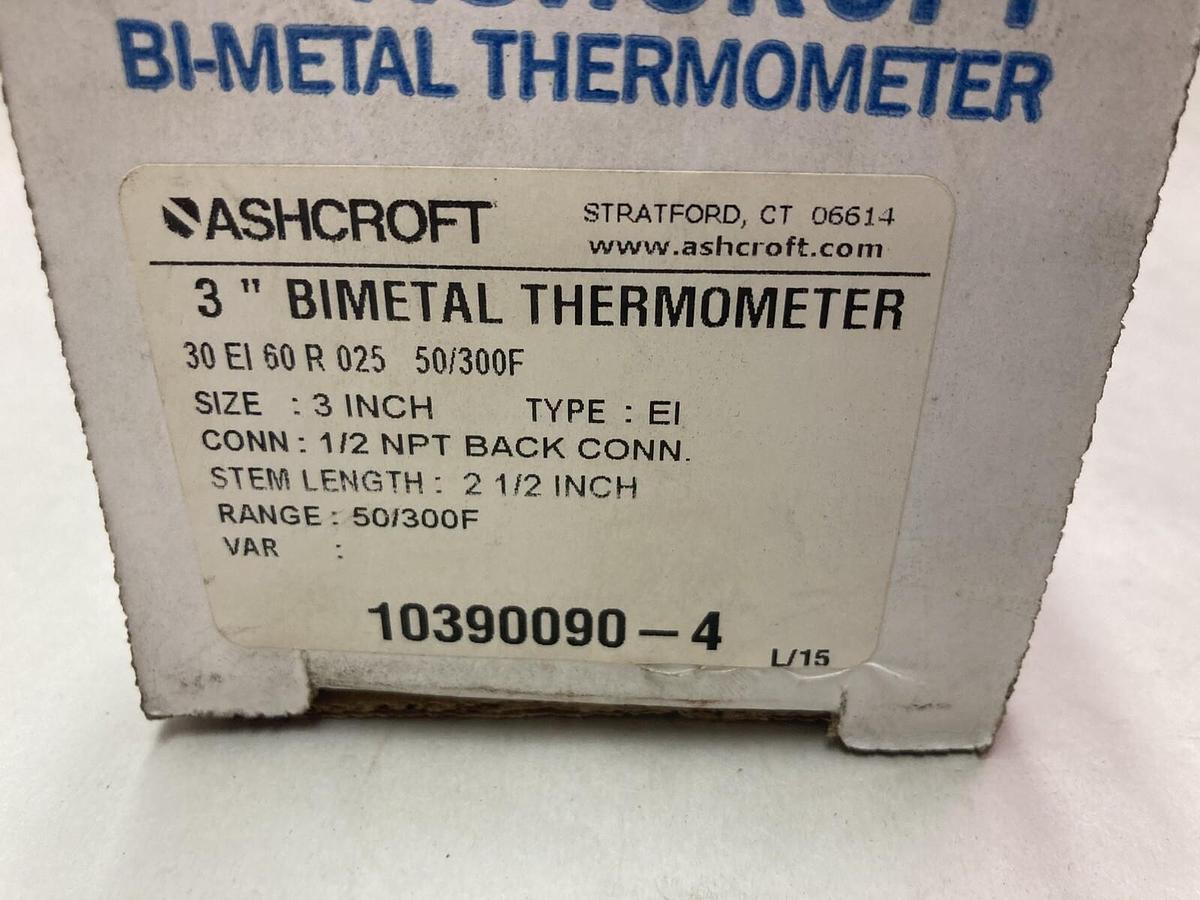 ASHCROFT
BI-METAL THERMOMETER
ASHCROFT
STRATFORD, CT 06614
www.ashcroft.com
3 " BIMETAL THERMOMETER
30 EI 60 R 025 50/300F
SIZE : 3 INCH TYPE : EI
CONN : 1/2 NPT BACK CONN.
STEM LENGTH : 2 1/2 INCH
RANGE : 50/300F
VAR :
10390090-4
L/15